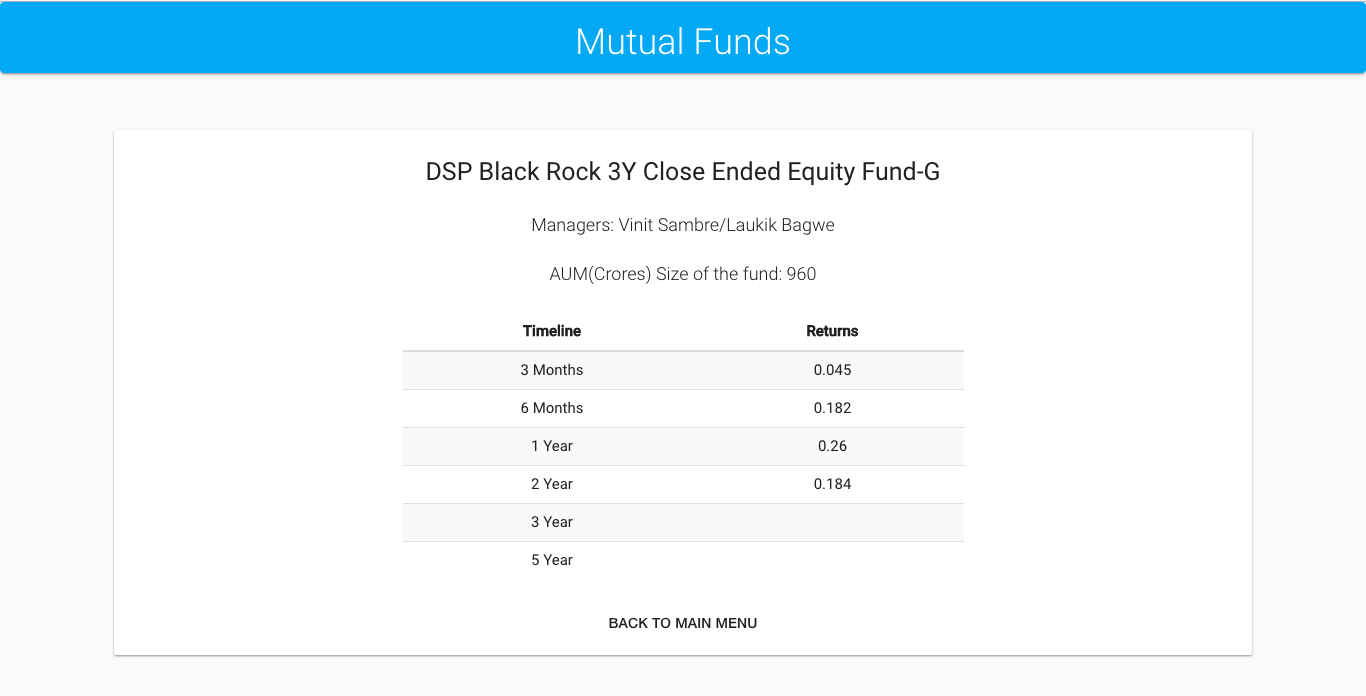 Mutual Funds
DSP Black Rock 3Y Close Ended Equity Fund-G
Managers: Vinit Sambre/Laukik Bagwe
AUM(Crores) Size of the fund: 960
Timeline Returns
3 Months 0.045
6 Months 0.182
1 Year 0.26
2 Year 0.184
3 Year
5 Year
BACK TO MAIN MENU